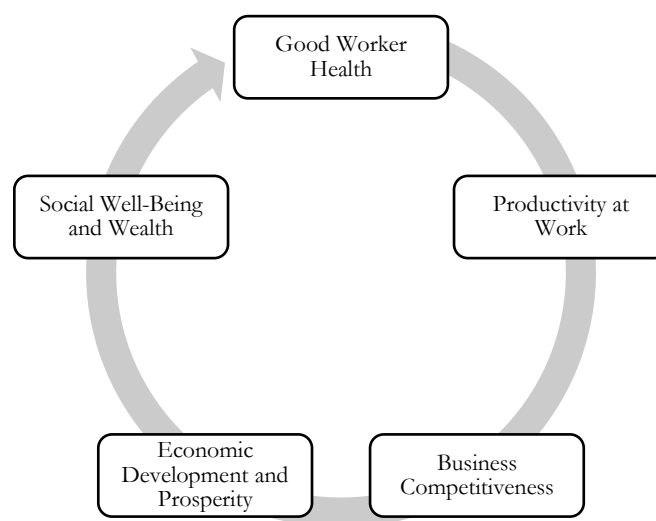 Good Worker
Health
Productivity at
Work
Business
Competitiveness
Economic
Development and
Prosperity
Social Well-Being
and Wealth